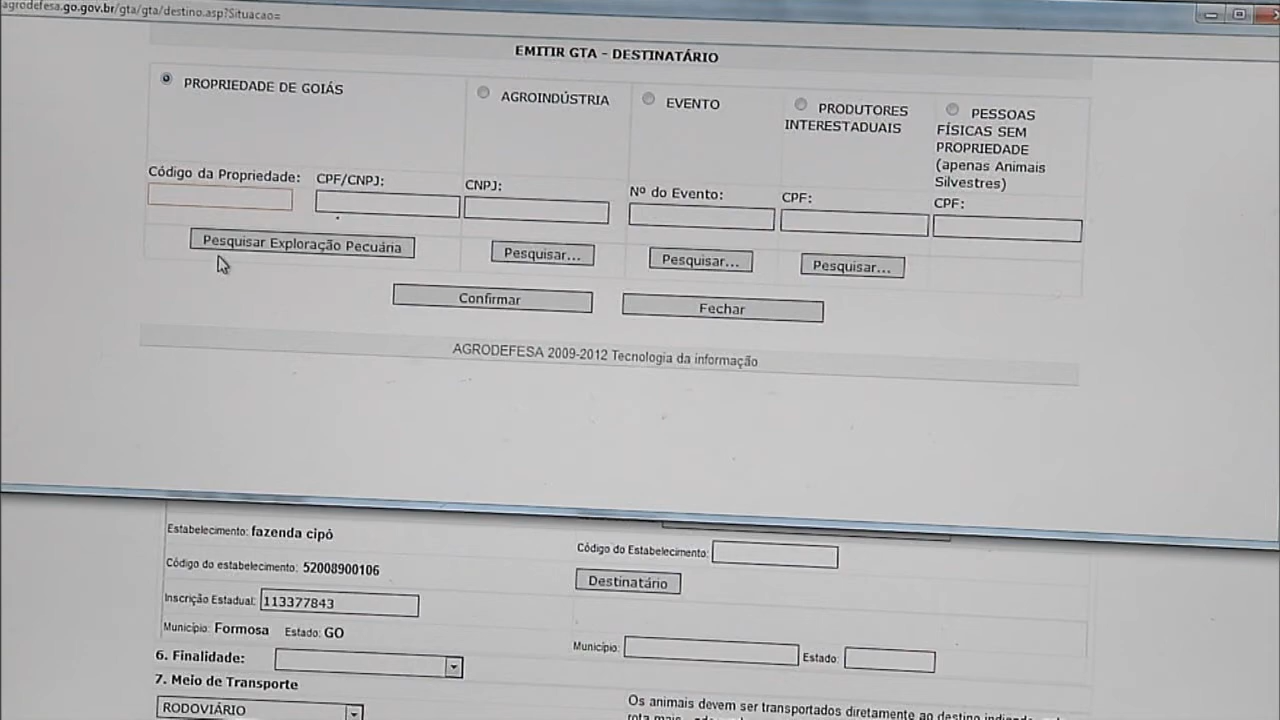 agrodefesa.go.gov.br/gta/gta/destino.asp?Situacao=
EMITIR GTA - DESTINATÁRIO
PROPRIEDADE DE GOIÁS
AGROINDÚSTRIA
EVENTO
PRODUTORES
INTERESTADUAIS
PESSOAS
FÍSICAS SEM
PROPRIEDADE
(apenas Animais
Silvestres)
Código da Propriedade:
CPF/CNPJ:
CNPJ:
Nº do Evento:
CPF:
CPF:
Pesquisar Exploração Pecuária
Pesquisar...
Pesquisar...
Pesquisar...
Confirmar
Fechar
AGRODEFESA 2009-2012 Tecnologia da informação
Estabelecimento: fazenda cipó
Código do Estabelecimento:
Código do estabelecimento: 52008900106
Destinatário
Inscrição Estadual: 113377843
Município: Formosa Estado: GO
Município:
Estado:
6. Finalidade:
7. Meio de Transporte
RODOVIÁRIO
Os animais devem ser transportados diretamente ao destino
rota mais